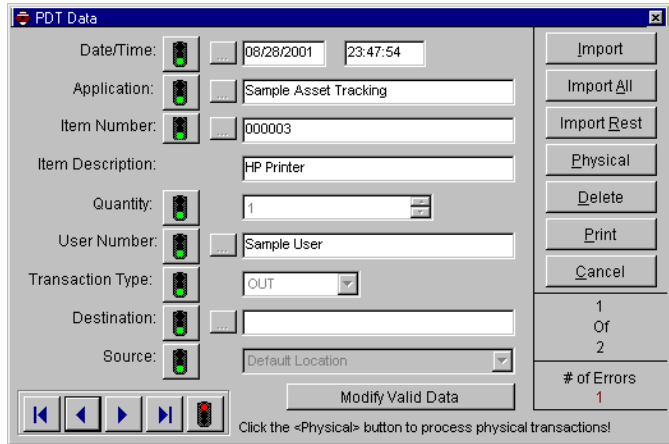 PDT Data
Date/Time: ... 08/28/2001 23:47:54
Application: ... Sample Asset Tracking
Item Number: ... 000003
Item Description: HP Printer
Quantity: 1
User Number: ... Sample User
Transaction Type: OUT
Destination: ...
Source: Default Location
Modify Valid Data
Click the <Physical> button to process physical transactions!
Import
Import All
Import Rest
Physical
Delete
Print
Cancel
1
Of
2
# of Errors
1